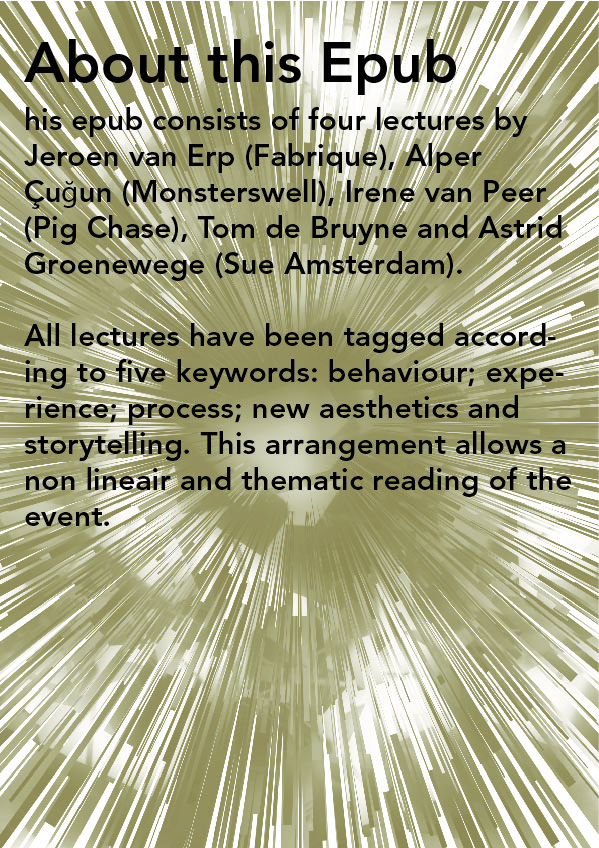 About this Epub
his epub consists of four lectures by
Jeroen van Erp (Fabrique), Alper
Çuğun (Monsterswell), Irene van Peer
(Pig Chase), Tom de Bruyne and Astrid
Groenewege (Sue Amsterdam).
All lectures have been tagged accord-
ing to five keywords: behaviour; expe-
rience; process; new aesthetics and
storytelling. This arrangement allows a
non lineair and thematic reading of the
event.